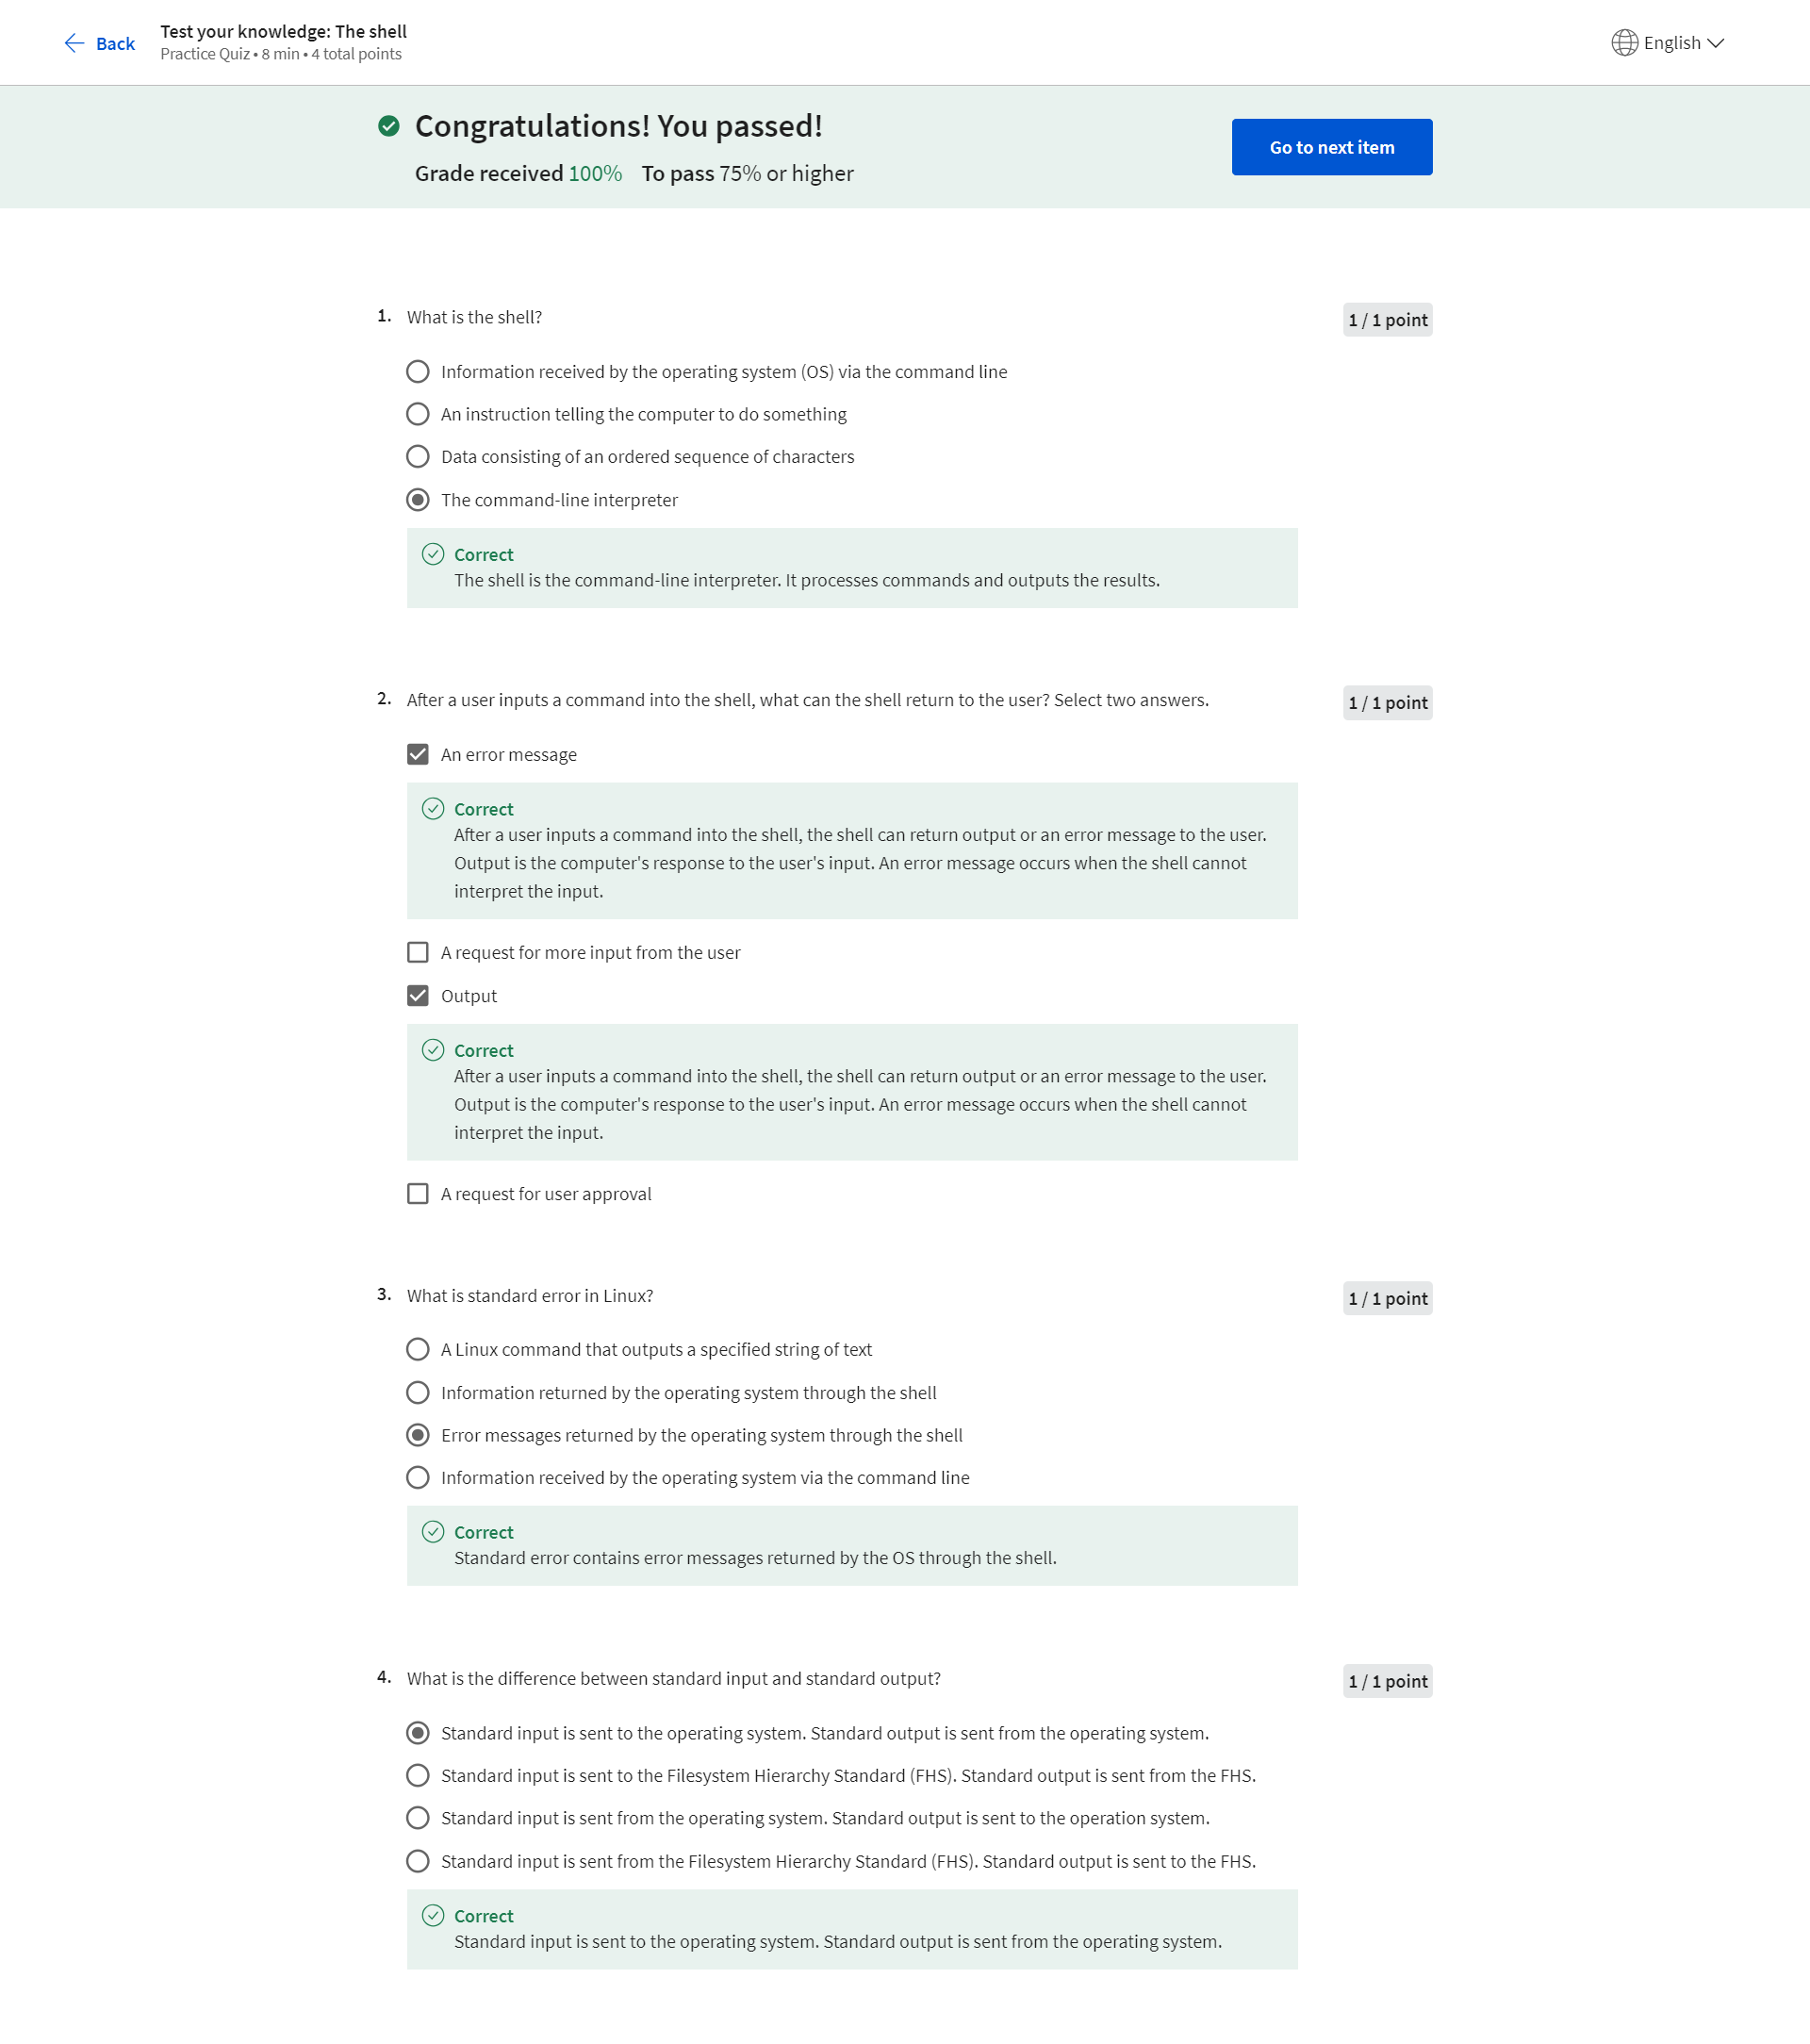 Back
Test your knowledge: The shell
Practice Quiz • 8 min • 4 total points
English
Congratulations! You passed!
Grade received 100% To pass 75% or higher
Go to next item
1. What is the shell?
1 / 1 point
Information received by the operating system (OS) via the command line
An instruction telling the computer to do something
Data consisting of an ordered sequence of characters
The command-line interpreter
Correct
The shell is the command-line interpreter. It processes commands and outputs the results.
2. After a user inputs a command into the shell, what can the shell return to the user? Select two answers.
1 / 1 point
An error message
Correct
After a user inputs a command into the shell, the shell can return output or an error message to the user.
Output is the computer's response to the user's input. An error message occurs when the shell cannot
interpret the input.
A request for more input from the user
Output
Correct
After a user inputs a command into the shell, the shell can return output or an error message to the user.
Output is the computer's response to the user's input. An error message occurs when the shell cannot
interpret the input.
A request for user approval
3. What is standard error in Linux?
1 / 1 point
A Linux command that outputs a specified string of text
Information returned by the operating system through the shell
Error messages returned by the operating system through the shell
Information received by the operating system via the command line
Correct
Standard error contains error messages returned by the OS through the shell.
4. What is the difference between standard input and standard output?
1 / 1 point
Standard input is sent to the operating system. Standard output is sent from the operating system.
Standard input is sent to the Filesystem Hierarchy Standard (FHS). Standard output is sent from the FHS.
Standard input is sent from the operating system. Standard output is sent to the operation system.
Standard input is sent from the Filesystem Hierarchy Standard (FHS). Standard output is sent to the FHS.
Correct
Standard input is sent to the operating system. Standard output is sent from the operating system.